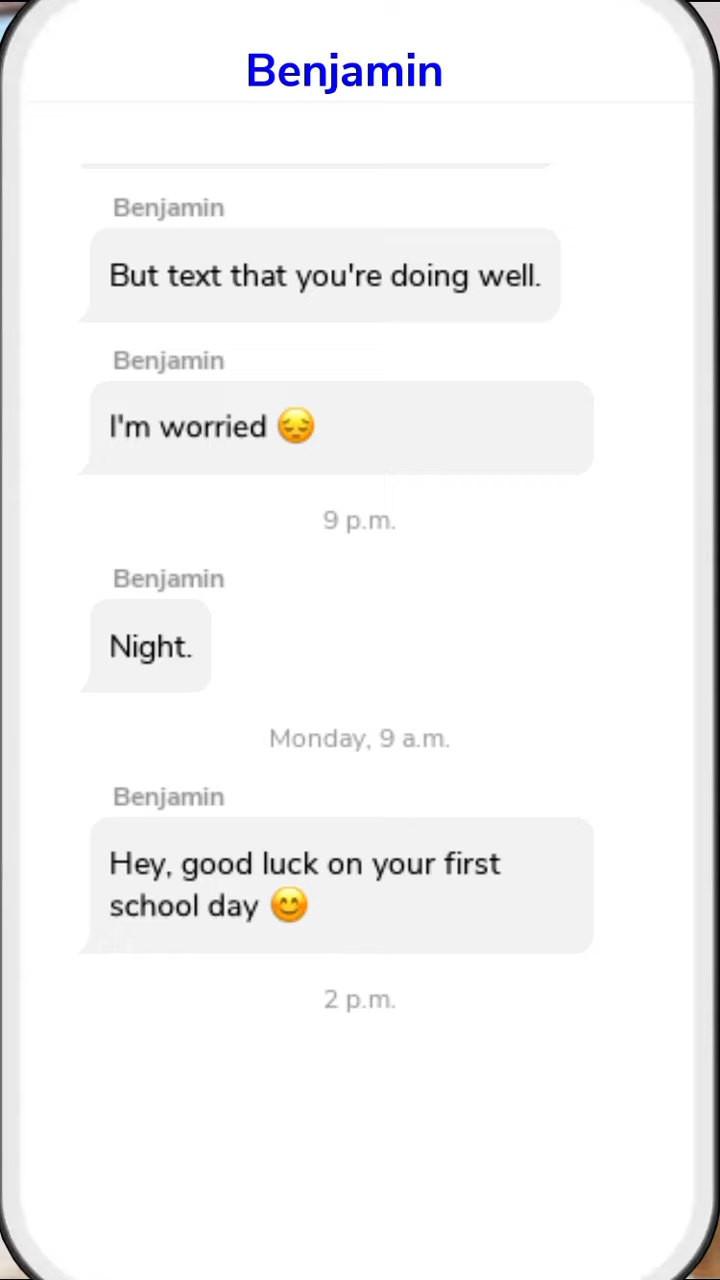 Benjamin
Benjamin
But text that you're doing well.
Benjamin
I'm worried 😔
9 p.m.
Benjamin
Night.
Monday, 9 a.m.
Benjamin
Hey, good luck on your first
school day 😊
2 p.m.